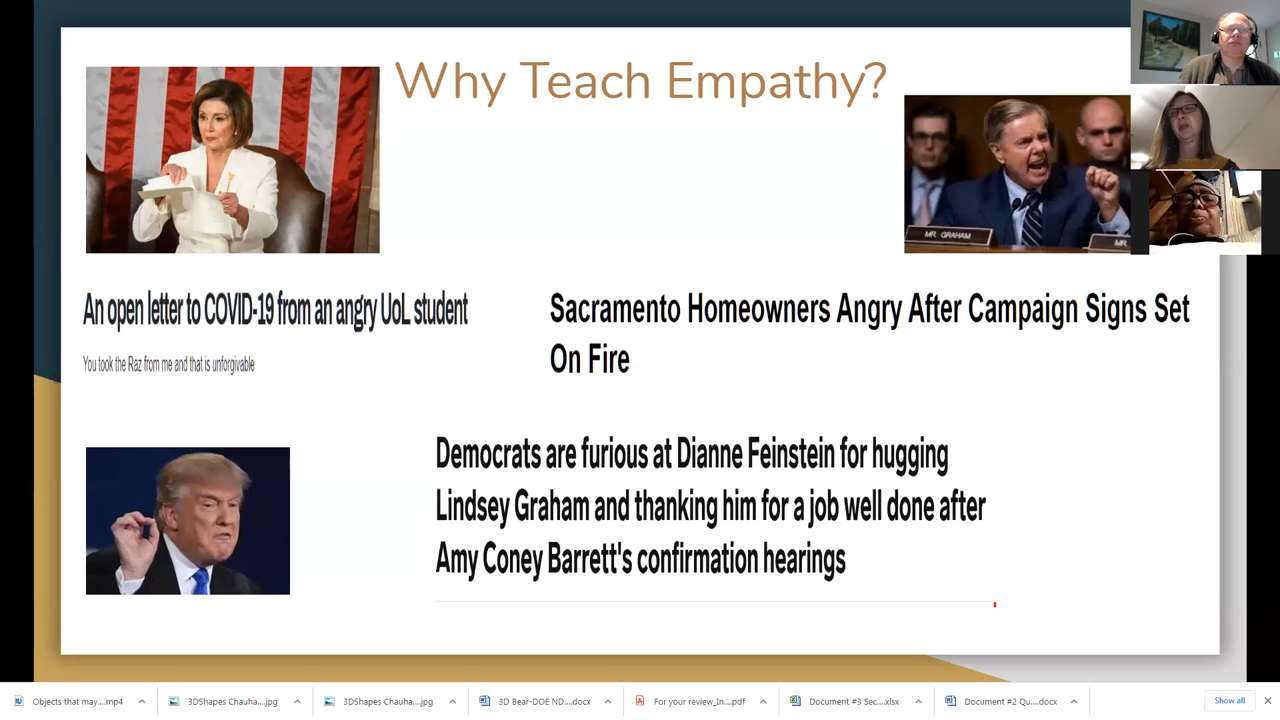 Why Teach Empathy?
MR. GRAHAM
MR.
An open letter to COVID-19 from an angry UoL student
You took the Raz from me and that is unforgivable
Sacramento Homeowners Angry After Campaign Signs Set
On Fire
Democrats are furious at Dianne Feinstein for hugging
Lindsey Graham and thanking him for a job well done after
Amy Coney Barrett's confirmation hearings
Objects that may....mp4
3DShapes Chauha....jpg
3DShapes Chauha....jpg
3D Bear-DOE ND....docx
For your review_In....pdf
Document #3 Sec....xlsx
Document #2 Qu....docx
Show all